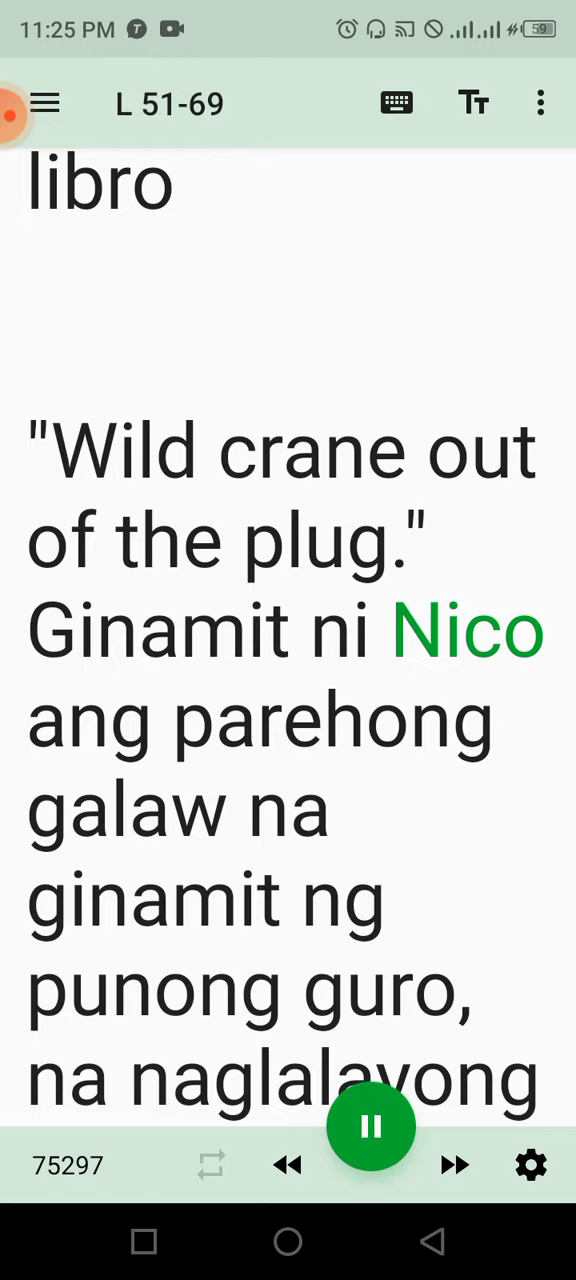 11:25 PM
59
L 51-69
libro
"Wild crane out
of the plug."
Ginamit ni Nico
ang parehong
galaw na
ginamit ng
punong guro,
na naglalayong
75297